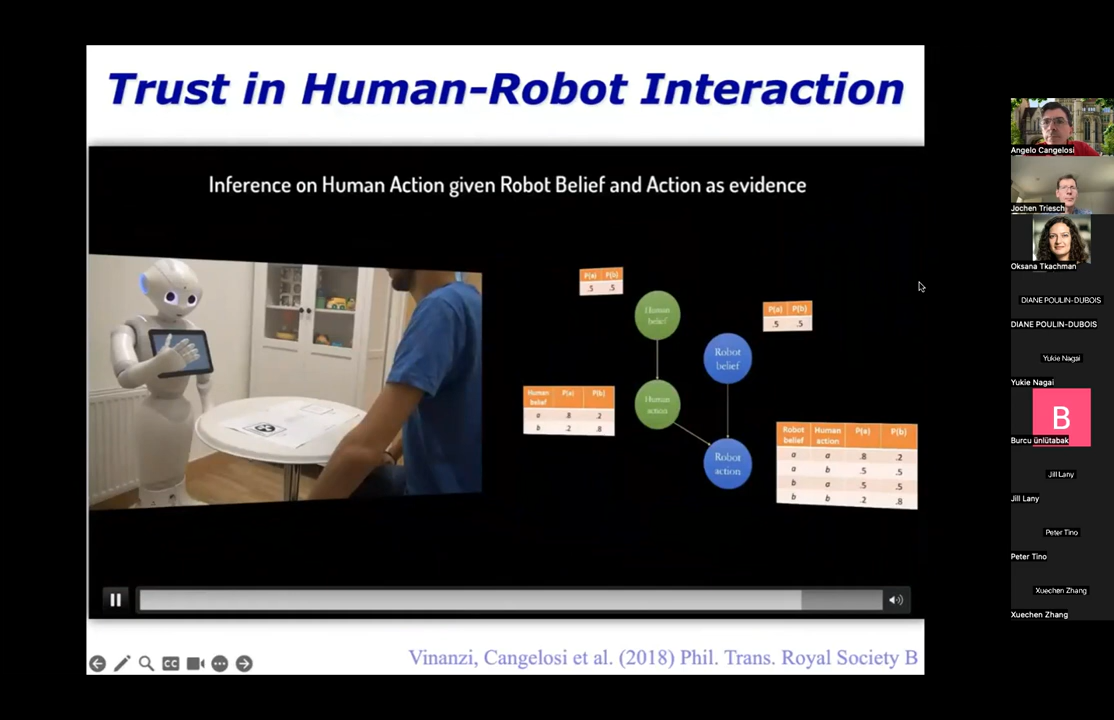 Trust in Human-Robot Interaction
Inference on Human Action given Robot Belief and Action as evidence
P(a) P(b)
.5 .5
Human belief
P(a) P(b)
.5 .5
Robot belief
Human belief P(a) P(b)
a .8 .2
b .2 .8
Human action
Robot belief Human action P(a) P(b)
a a .8 .2
a b .5 .5
b a .5 .5
b b .2 .8
Robot action
CC
Vinanzi, Cangelosi et al. (2018) Phil. Trans. Royal Society B
Angelo Cangelosi
Jochen Triesch
Oksana Tkachman
DIANE POULIN-DUBOIS
DIANE POULIN-DUBOIS
Yukie Nagai
Yukie Nagai
B
Burcu ünlütabak
Jill Lany
Jill Lany
Peter Tino
Peter Tino
Xuechen Zhang
Xuechen Zhang